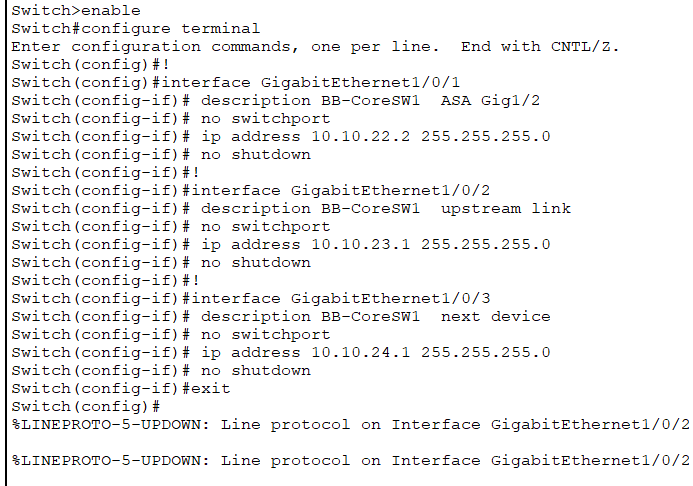 Switch>enable
Switch#configure terminal
Enter configuration commands, one per line.  End with CNTL/Z.
Switch(config)#!
Switch(config)#interface GigabitEthernet1/0/1
Switch(config-if)# description BB-CoreSW1  ASA Gig1/2
Switch(config-if)# no switchport
Switch(config-if)# ip address 10.10.22.2 255.255.255.0
Switch(config-if)# no shutdown
Switch(config-if)#!
Switch(config-if)#interface GigabitEthernet1/0/2
Switch(config-if)# description BB-CoreSW1  upstream link
Switch(config-if)# no switchport
Switch(config-if)# ip address 10.10.23.1 255.255.255.0
Switch(config-if)# no shutdown
Switch(config-if)#!
Switch(config-if)#interface GigabitEthernet1/0/3
Switch(config-if)# description BB-CoreSW1  next device
Switch(config-if)# no switchport
Switch(config-if)# ip address 10.10.24.1 255.255.255.0
Switch(config-if)# no shutdown
Switch(config-if)#exit
Switch(config)#
%LINEPROTO-5-UPDOWN: Line protocol on Interface GigabitEthernet1/0/2
%LINEPROTO-5-UPDOWN: Line protocol on Interface GigabitEthernet1/0/2